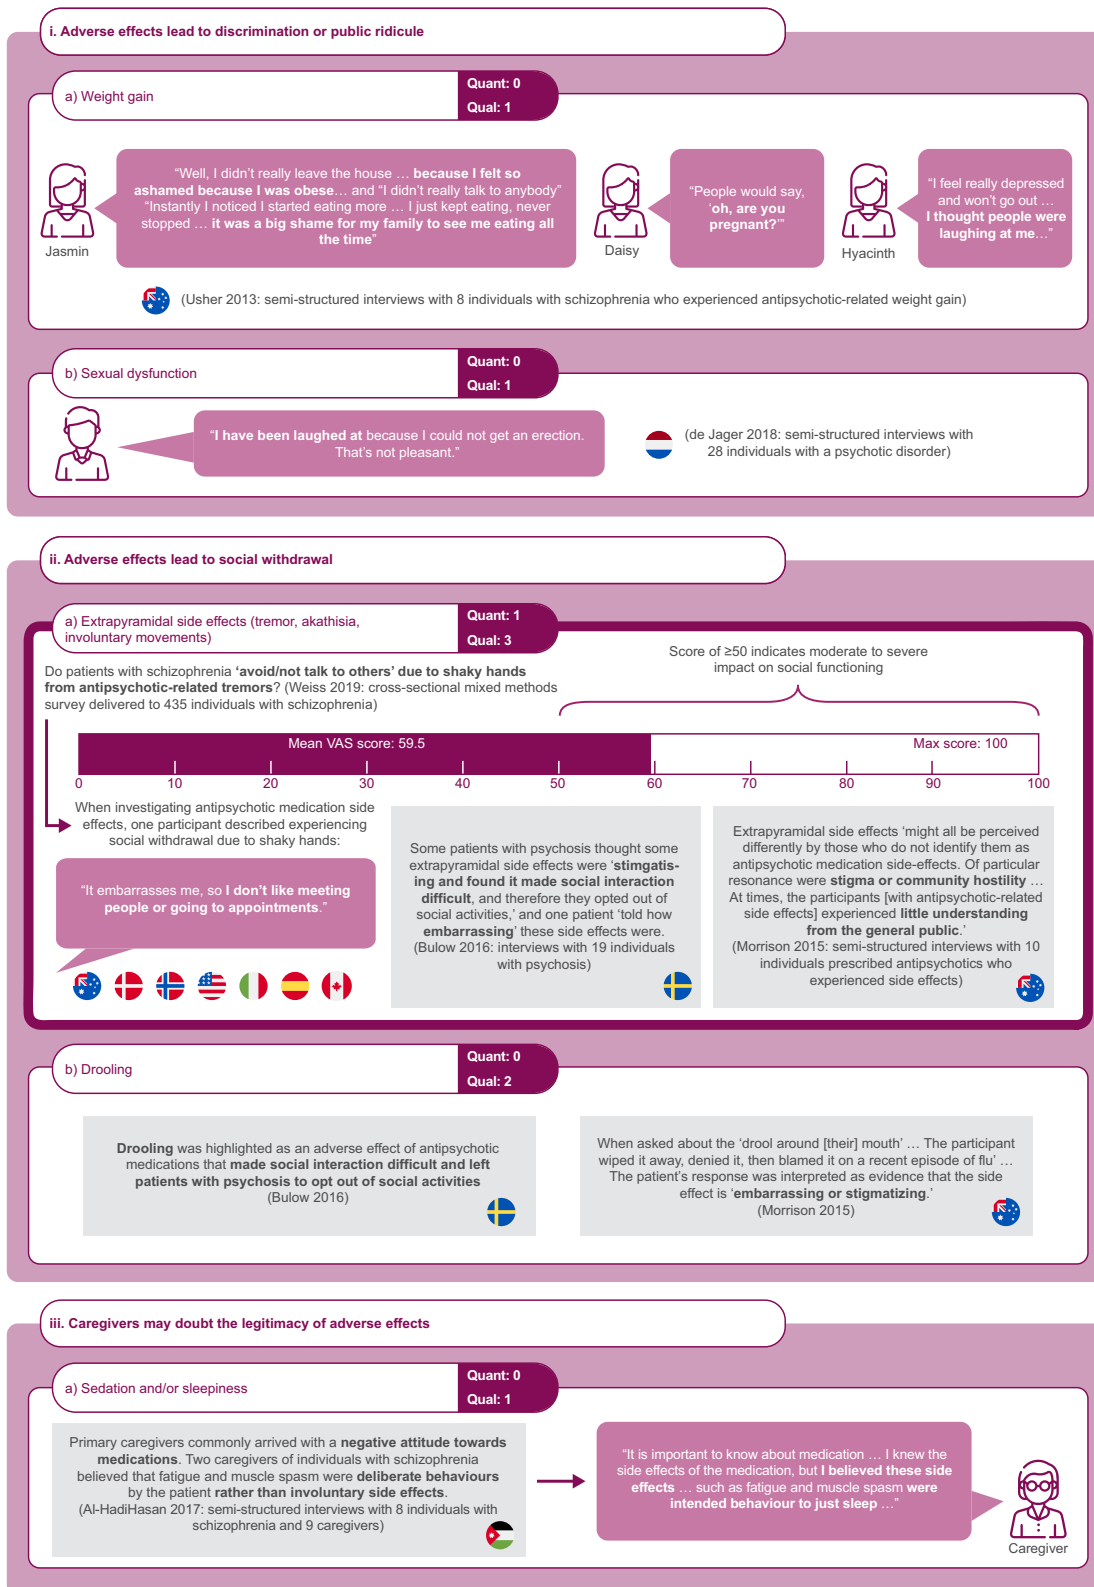 i. Adverse effects lead to discrimination or public ridicule
a) Weight gain
Quant: 0
Qual: 1
“Well, I didn’t really leave the house … because I felt so
ashamed because I was obese… and “I didn’t really talk to anybody”
“Instantly I noticed I started eating more … I just kept eating, never
stopped … it was a big shame for my family to see me eating all
the time”
Jasmin
“People would say,
‘oh, are you
pregnant?’”
Daisy
“I feel really depressed
and won’t go out …
I thought people were
laughing at me…”
Hyacinth
(Usher 2013: semi-structured interviews with 8 individuals with schizophrenia who experienced antipsychotic-related weight gain)
b) Sexual dysfunction
Quant: 0
Qual: 1
“I have been laughed at because I could not get an erection.
That’s not pleasant.”
(de Jager 2018: semi-structured interviews with
28 individuals with a psychotic disorder)
ii. Adverse effects lead to social withdrawal
a) Extrapyramidal side effects (tremor, akathisia,
involuntary movements)
Quant: 1
Qual: 3
Do patients with schizophrenia ‘avoid/not talk to others’ due to shaky hands
from antipsychotic-related tremors? (Weiss 2019: cross-sectional mixed methods
survey delivered to 435 individuals with schizophrenia)
Score of ≥50 indicates moderate to severe
impact on social functioning
Mean VAS score: 59.5
Max score: 100
0 10 20 30 40 50 60 70 80 90 100
When investigating antipsychotic medication side
effects, one participant described experiencing
social withdrawal due to shaky hands:
“It embarrasses me, so I don’t like meeting
people or going to appointments.”
Some patients with psychosis thought some
extrapyramidal side effects were ‘stimgatis-
ing and found it made social interaction
difficult, and therefore they opted out of
social activities,’ and one patient ‘told how
embarrassing’ these side effects were.
(Bulow 2016: interviews with 19 individuals
with psychosis)
Extrapyramidal side effects ‘might all be perceived
differently by those who do not identify them as
antipsychotic medication side-effects. Of particular
resonance were stigma or community hostility …
At times, the participants [with antipsychotic-related
side effects] experienced little understanding
from the general public.’
(Morrison 2015: semi-structured interviews with 10
individuals prescribed antipsychotics who
experienced side effects)
b) Drooling
Quant: 0
Qual: 2
Drooling was highlighted as an adverse effect of antipsychotic
medications that made social interaction difficult and left
patients with psychosis to opt out of social activities
(Bulow 2016)
When asked about the ‘drool around [their] mouth’ … The participant
wiped it away, denied it, then blamed it on a recent episode of flu’ …
The patient’s response was interpreted as evidence that the side
effect is ‘embarrassing or stigmatizing.’
(Morrison 2015)
iii. Caregivers may doubt the legitimacy of adverse effects
a) Sedation and/or sleepiness
Quant: 0
Qual: 1
Primary caregivers commonly arrived with a negative attitude towards
medications. Two caregivers of individuals with schizophrenia
believed that fatigue and muscle spasm were deliberate behaviours
by the patient rather than involuntary side effects.
(Al-HadiHasan 2017: semi-structured interviews with 8 individuals with
schizophrenia and 9 caregivers)
“It is important to know about medication … I knew the
side effects of the medication, but I believed these side
effects … such as fatigue and muscle spasm were
intended behaviour to just sleep …”
Caregiver